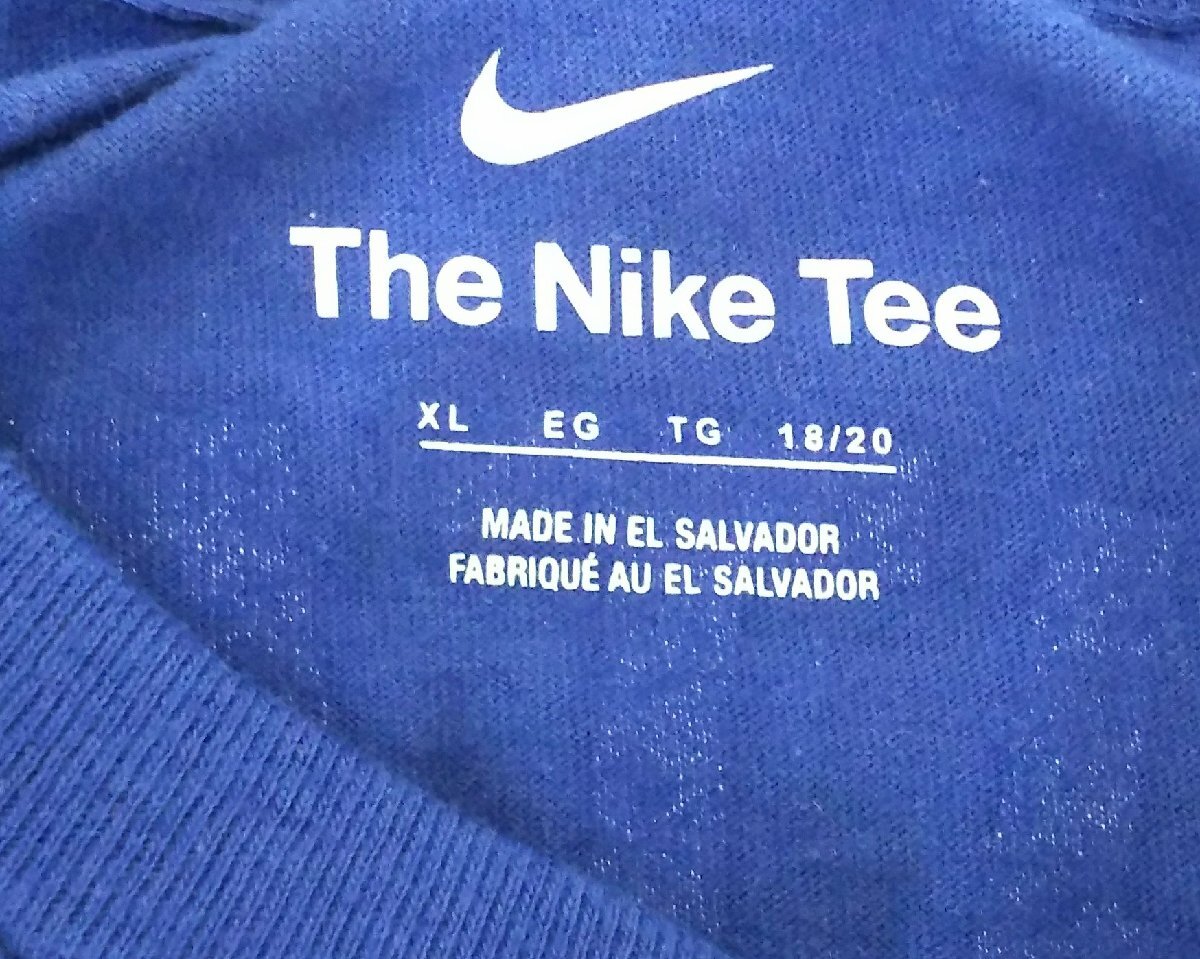 The Nike Tee
XL EG TG 18/20
MADE IN EL SALVADOR
FABRIQUÉ AU EL SALVADOR